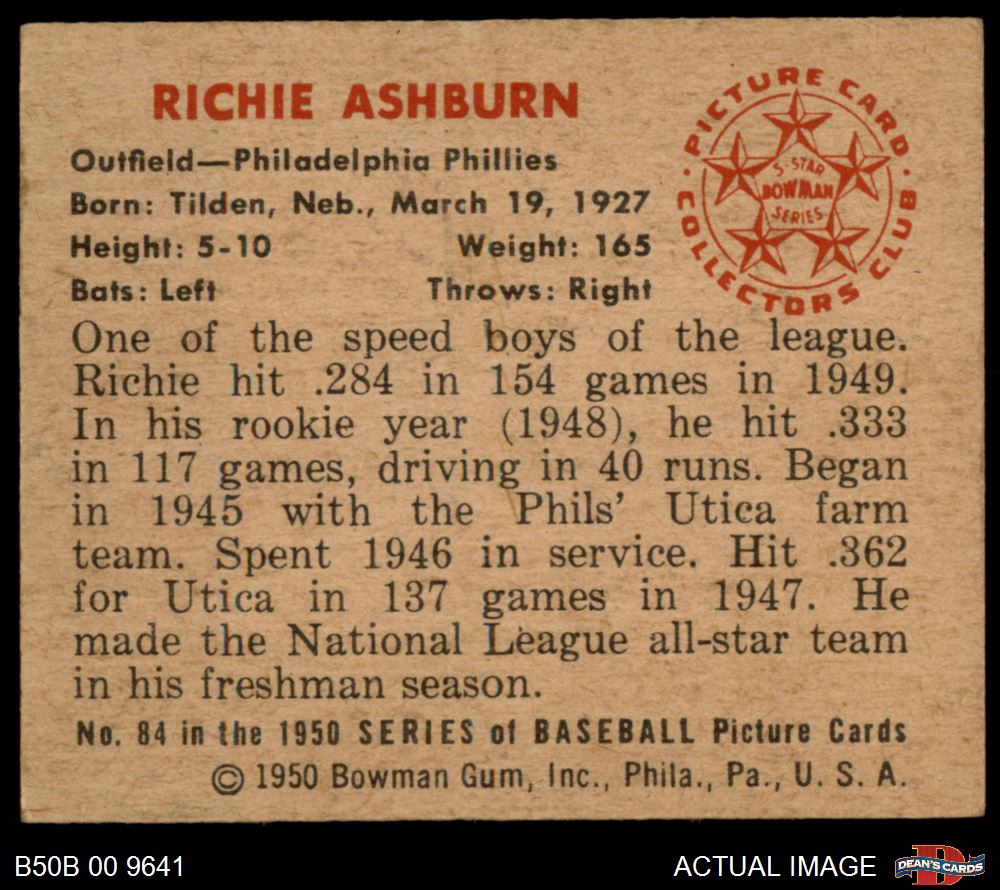 RICHIE ASHBURN
Outfield—Philadelphia Phillies
Born: Tilden, Neb., March 19, 1927
Height: 5-10 Weight: 165
Bats: Left Throws: Right
PICTURE CARD
COLLECTORS CLUB
5-STAR
BOWMAN
SERIES
One of the speed boys of the league.
Richie hit .284 in 154 games in 1949.
In his rookie year (1948), he hit .333
in 117 games, driving in 40 runs. Began
in 1945 with the Phils' Utica farm
team. Spent 1946 in service. Hit .362
for Utica in 137 games in 1947. He
made the National League all-star team
in his freshman season.
No. 84 in the 1950 SERIES of BASEBALL Picture Cards
© 1950 Bowman Gum, Inc., Phila., Pa., U. S. A.
B50B 00 9641
ACTUAL IMAGE
DEAN'S CARDS